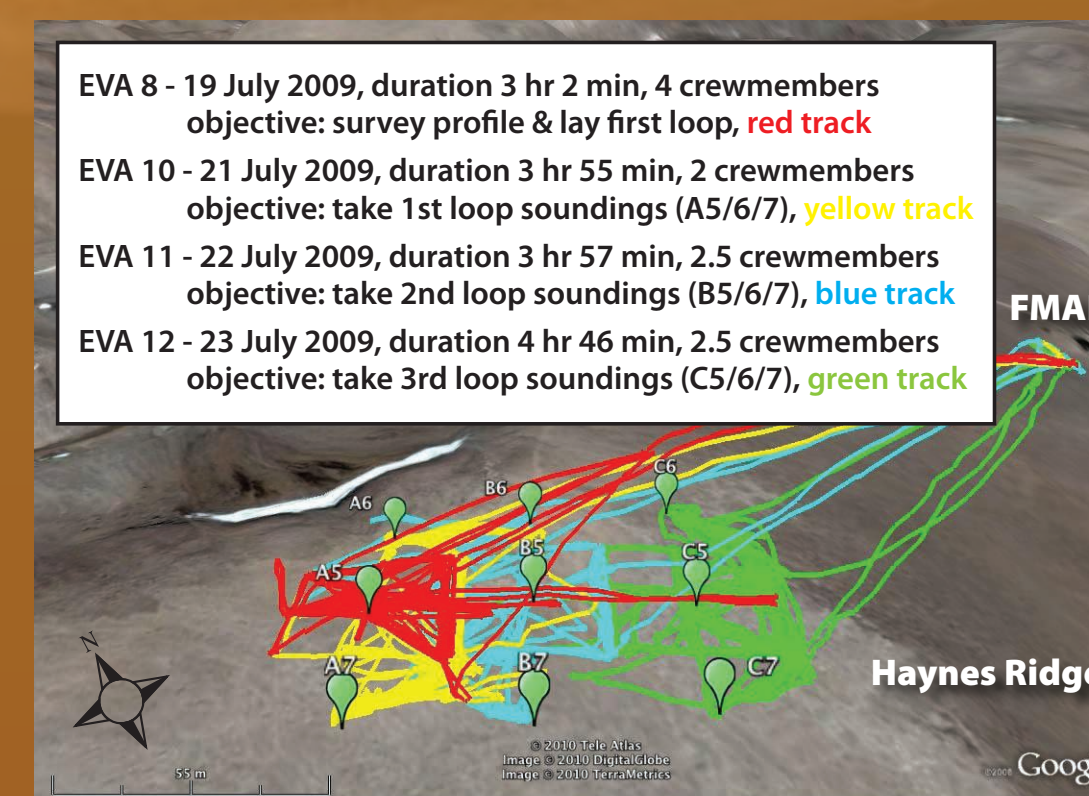 EVA 8 - 19 July 2009, duration 3 hr 2 min, 4 crewmembers
objective: survey profile & lay first loop, red track
EVA 10 - 21 July 2009, duration 3 hr 55 min, 2 crewmembers
objective: take 1st loop soundings (A5/6/7), yellow track
EVA 11 - 22 July 2009, duration 3 hr 57 min, 2.5 crewmembers
objective: take 2nd loop soundings (B5/6/7), blue track
EVA 12 - 23 July 2009, duration 4 hr 46 min, 2.5 crewmembers
objective: take 3rd loop soundings (C5/6/7), green track
FMA
C6
B6
A6
B5
C5
A5
N
A7
B7
C7
Haynes Ridge
© 2010 Tele Atlas
Image © 2010 DigitalGlobe
Image © 2010 TerraMetrics
55 m
Goog